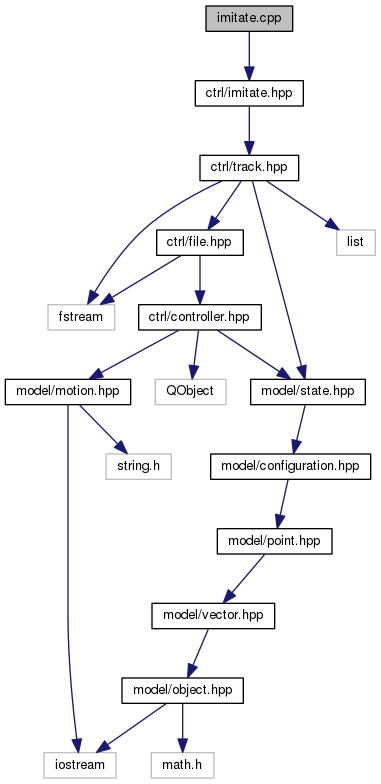 imitate.cpp
ctrl/imitate.hpp
ctrl/track.hpp
ctrl/file.hpp
list
fstream
ctrl/controller.hpp
model/motion.hpp
QObject
model/state.hpp
string.h
model/configuration.hpp
model/point.hpp
model/vector.hpp
model/object.hpp
iostream
math.h